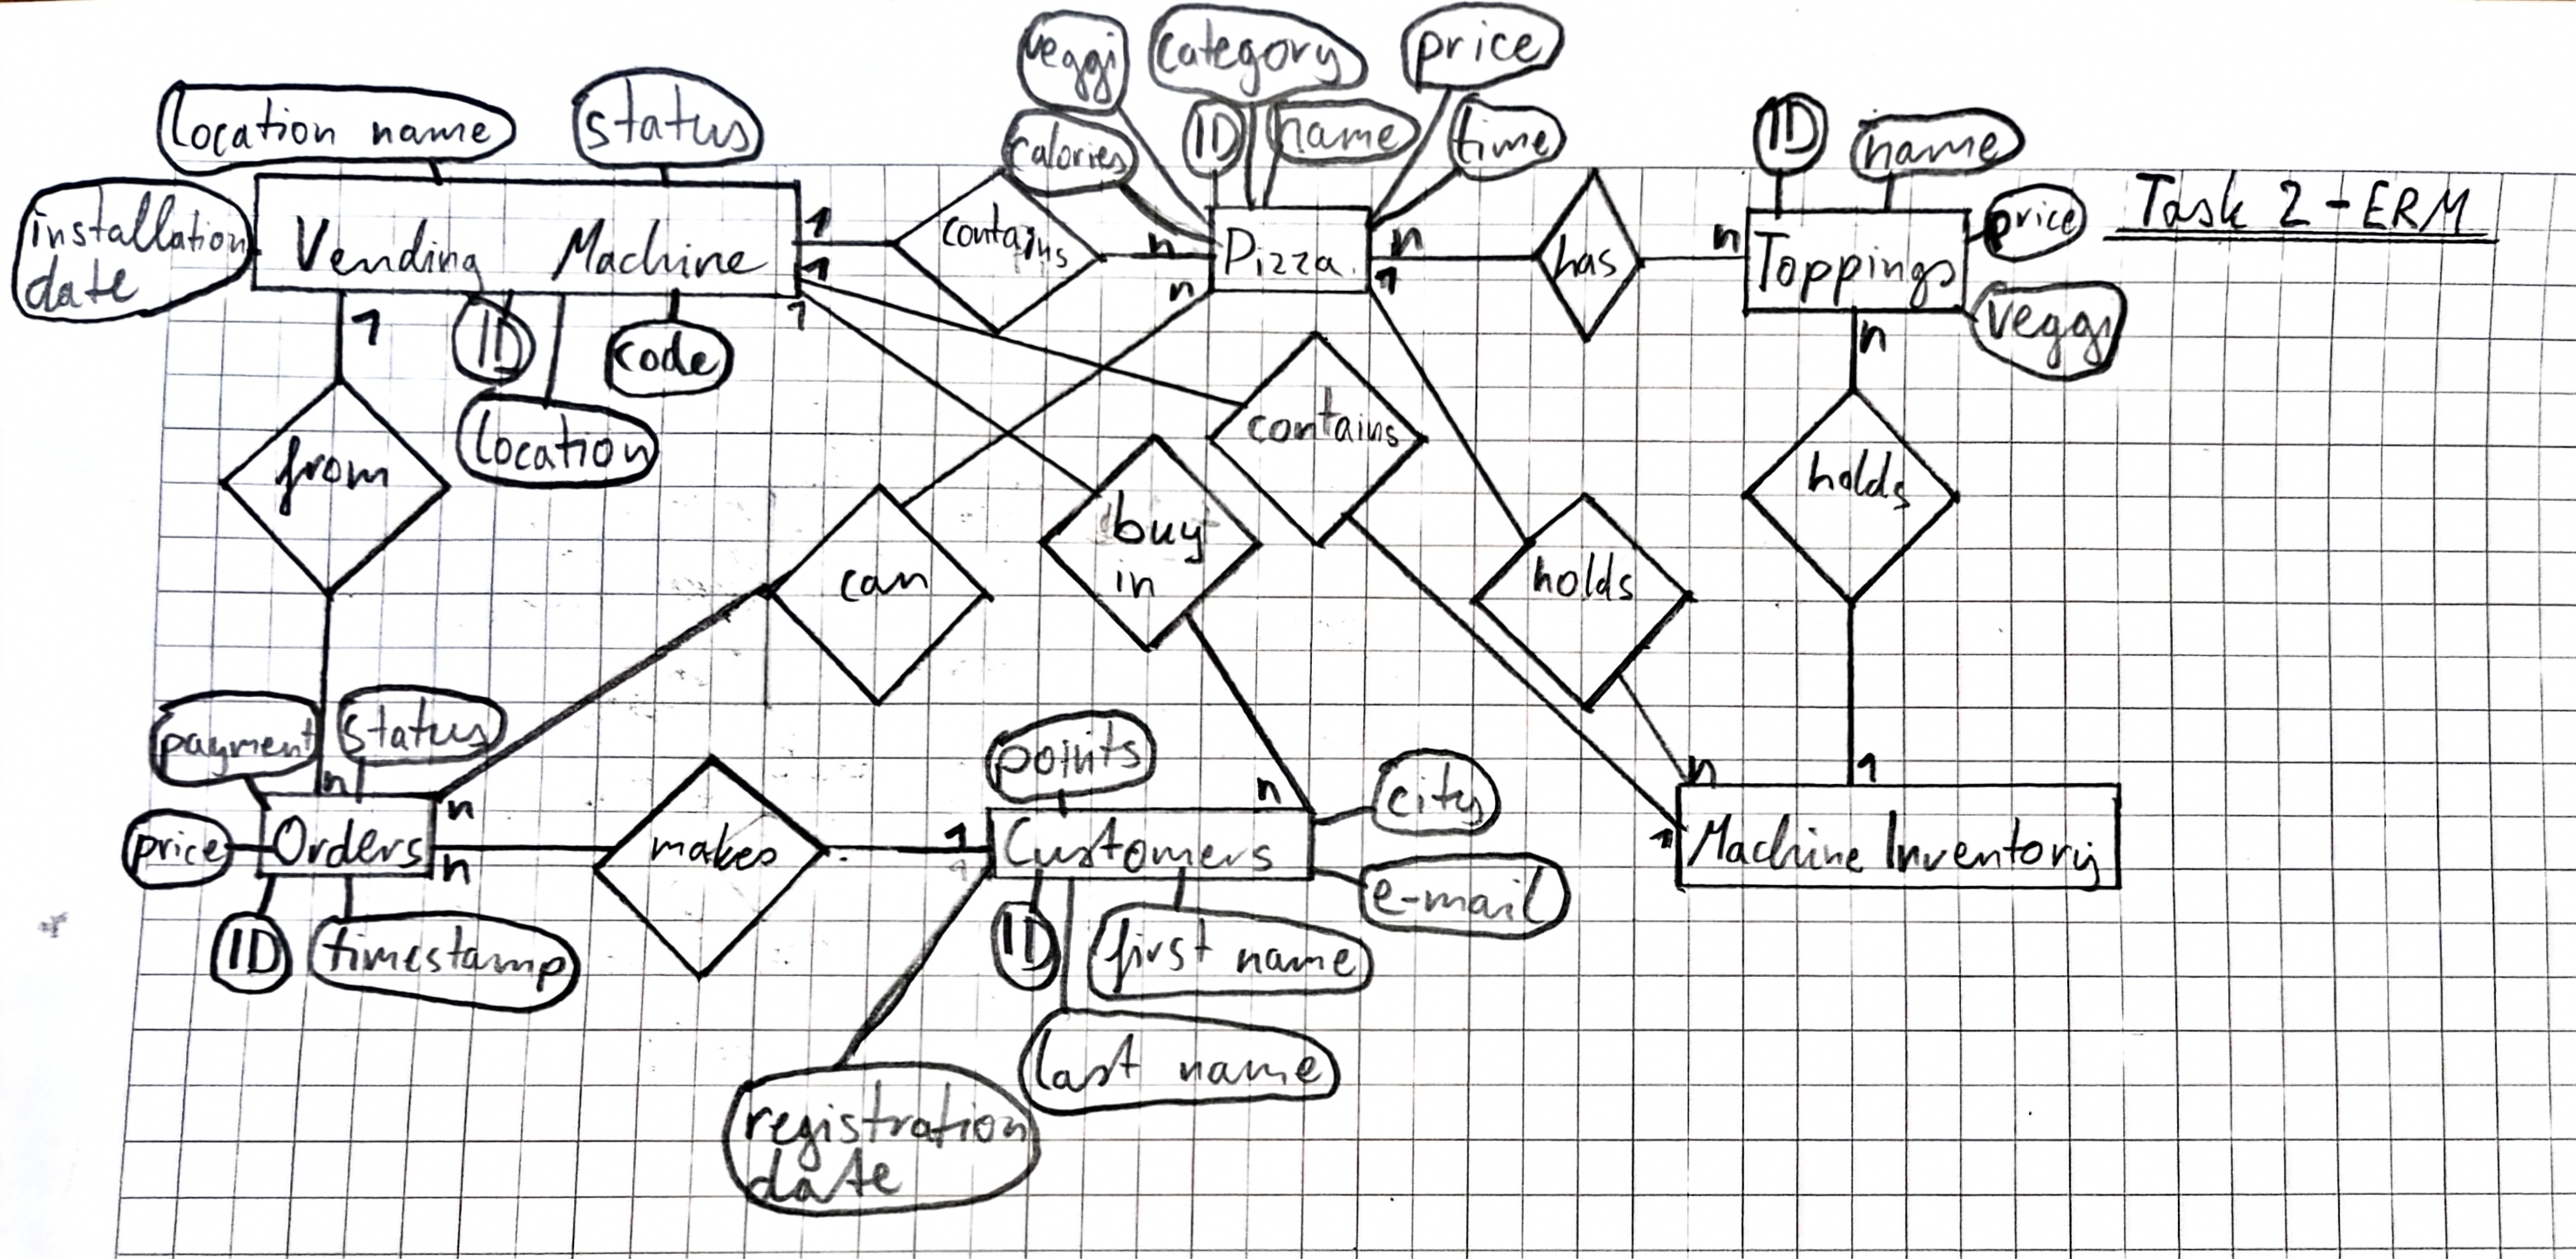 veggi
category
price
location name
status
calories
ID
name
time
ID
name
installation
date
Vending Machine
1
1
1
contains
n
n
Pizza
n
1
has
n
Toppings
price
veggi
Task 2 - ERM
1
ID
code
location
n
from
contains
holds
buy
in
can
holds
payment
status
n
points
n
city
n
1
price
Orders
n
n
makes
1
Customers
1
Machine Inventory
e-mail
ID
timestamp
ID
first name
last name
registration
date